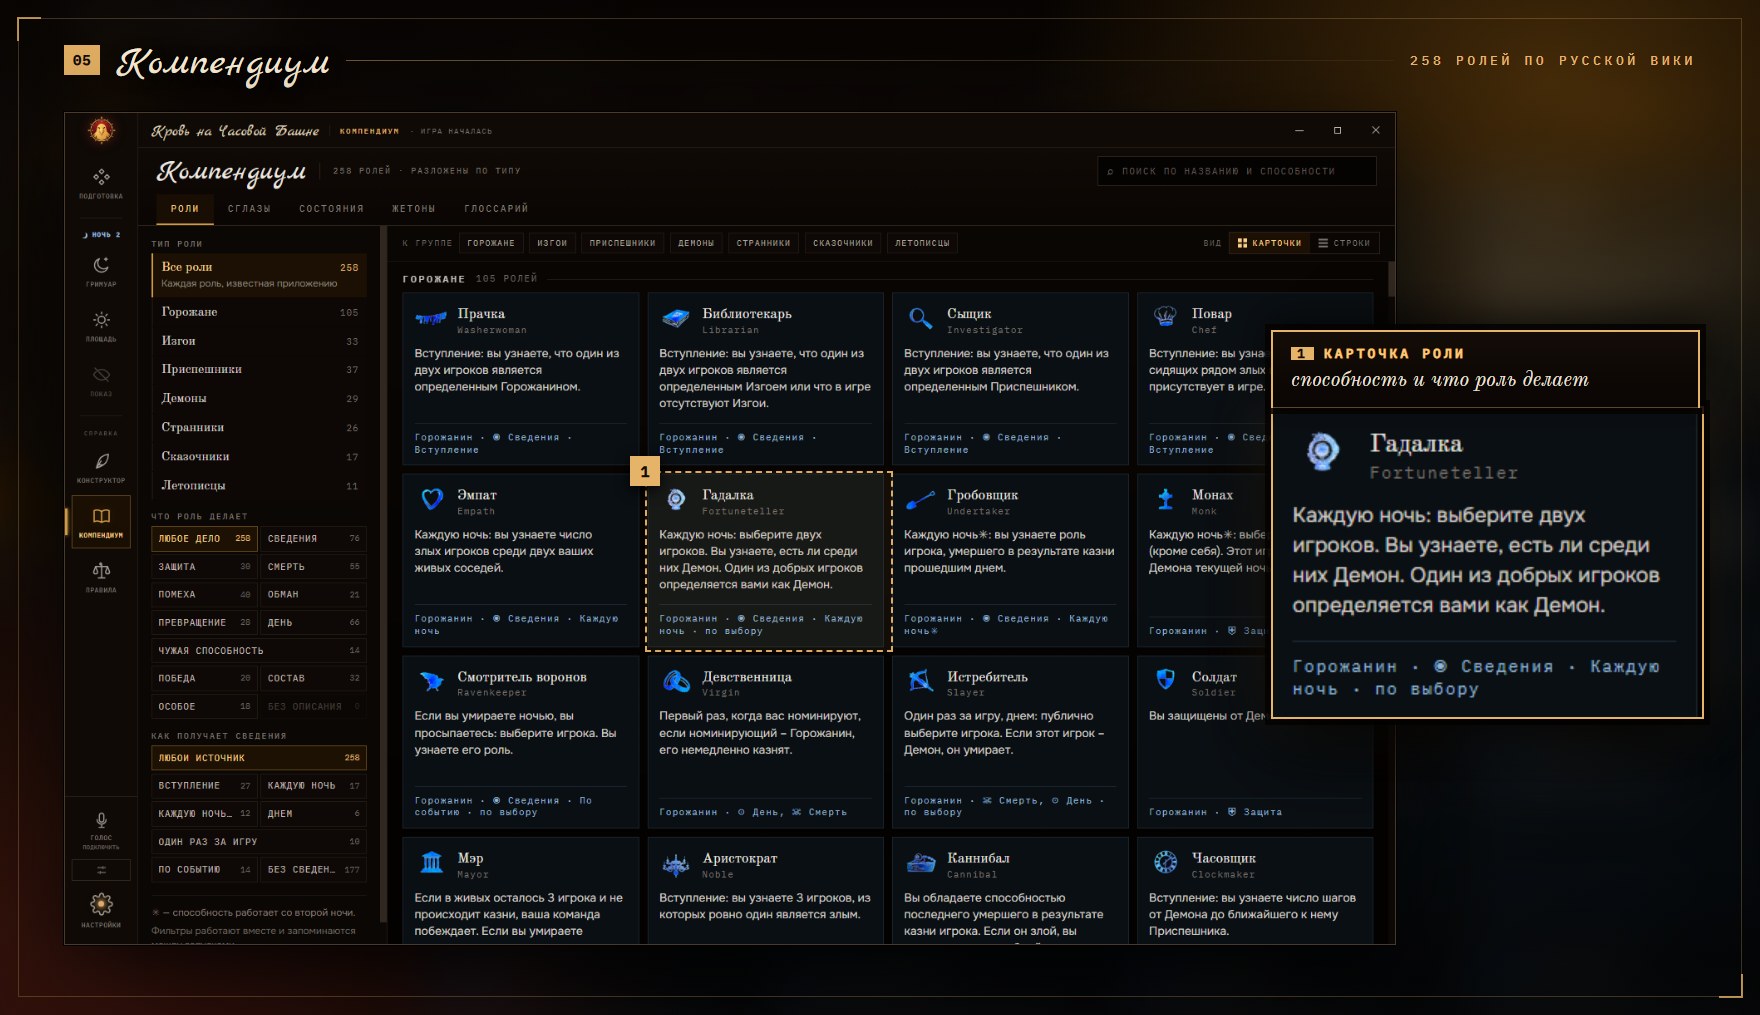 05 Компендиум
258 РОЛЕЙ ПО РУССКОЙ ВИКИ
Кровь на Часовой Башне
КОМПЕНДИУМ · ИГРА НАЧАЛАСЬ
Компендиум
258 РОЛЕЙ · РАЗЛОЖЕНЫ ПО ТИПУ
ПОИСК ПО НАЗВАНИЮ И СПОСОБНОСТИ
РОЛИ СГЛАЗЫ СОСТОЯНИЯ ЖЕТОНЫ ГЛОССАРИЙ
ПОДГОТОВКА
НОЧЬ 2
ГРИМУАР
ПЛОЩАДЬ
ПОКАЗ
СПРАВКА
КОНСТРУКТОР
КОМПЕНДИУМ
ПРАВИЛА
ГОЛОС
ПОДКЛЮЧИТЬ
НАСТРОЙКИ
ТИП РОЛИ
Все роли 258
Каждая роль, известная приложению
Горожане 105
Изгои 33
Приспешники 37
Демоны 29
Странники 26
Сказочники 17
Летописцы 11
ЧТО РОЛЬ ДЕЛАЕТ
ЛЮБОЕ ДЕЛО 258 СВЕДЕНИЯ 76
ЗАЩИТА 30 СМЕРТЬ 55
ПОМЕХА 40 ОБМАН 21
ПРЕВРАЩЕНИЕ 28 ДЕНЬ 66
ЧУЖАЯ СПОСОБНОСТЬ 14
ПОБЕДА 20 СОСТАВ 32
ОСОБОЕ 18 БЕЗ ОПИСАНИЯ 0
КАК ПОЛУЧАЕТ СВЕДЕНИЯ
ЛЮБОЙ ИСТОЧНИК 258
ВСТУПЛЕНИЕ 27 КАЖДУЮ НОЧЬ 17
КАЖДУЮ НОЧЬ… 12 ДНЕМ 6
ОДИН РАЗ ЗА ИГРУ 19
ПО СОБЫТИЮ 14 БЕЗ СВЕДЕН… 177
✳ — способность работает со второй ночи.
Фильтры работают вместе и запоминаются
К ГРУППЕ ГОРОЖАНЕ ИЗГОИ ПРИСПЕШНИКИ ДЕМОНЫ СТРАННИКИ СКАЗОЧНИКИ ЛЕТОПИСЦЫ
ВИД КАРТОЧКИ СТРОКИ
ГОРОЖАНЕ 105 РОЛЕЙ
Прачка
Washerwoman
Вступление: вы узнаете, что один из
двух игроков является
определенным Горожанином.
Горожанин · ◉ Сведения ·
Вступление
Библиотекарь
Librarian
Вступление: вы узнаете, что один из
двух игроков является
определенным Изгоем или что в игре
отсутствуют Изгои.
Горожанин · ◉ Сведения ·
Вступление
Сыщик
Investigator
Вступление: вы узнаете, что один из
двух игроков является
определенным Приспешником.
Горожанин · ◉ Сведения ·
Вступление
Повар
Chef
Вступление: вы узна
сидящих рядом злых
присутствует в игре.
Горожанин · ◉ Свед
Вступление
1
Эмпат
Empath
Каждую ночь: вы узнаете число
злых игроков среди двух ваших
живых соседей.
Горожанин · ◉ Сведения · Каждую
ночь
Гадалка
Fortuneteller
Каждую ночь: выберите двух
игроков. Вы узнаете, есть ли среди
них Демон. Один из добрых игроков
определяется вами как Демон.
Горожанин · ◉ Сведения · Каждую
ночь · по выбору
Гробовщик
Undertaker
Каждую ночь✳: вы узнаете роль
игрока, умершего в результате казни
прошедшим днем.
Горожанин · ◉ Сведения · Каждую
ночь✳
Монах
Monk
Каждую ночь✳: выбе
(кроме себя). Этот иг
Демона текущей ноч
Горожанин · ⛨ Защи
Смотритель воронов
Ravenkeeper
Если вы умираете ночью, вы
просыпаетесь: выберите игрока. Вы
узнаете его роль.
Горожанин · ◉ Сведения · По
событию · по выбору
Девственница
Virgin
Первый раз, когда вас номинируют,
если номинирующий – Горожанин,
его немедленно казнят.
Горожанин · ☉ День, ☠ Смерть
Истребитель
Slayer
Один раз за игру, днем: публично
выберите игрока. Если этот игрок –
Демон, он умирает.
Горожанин · ☠ Смерть, ☉ День ·
по выбору
Солдат
Soldier
Вы защищены от Дем
Горожанин · ⛨ Защита
Мэр
Mayor
Если в живых осталось 3 игрока и не
происходит казни, ваша команда
побеждает. Если вы умираете
Аристократ
Noble
Вступление: вы узнаете 3 игроков, из
которых ровно один является злым.
Каннибал
Cannibal
Вы обладаете способностью
последнего умершего в результате
казни игрока. Если он злой, вы
Часовщик
Clockmaker
Вступление: вы узнаете число шагов
от Демона до ближайшего к нему
Приспешника.
1 КАРТОЧКА РОЛИ
способность и что роль делает
Гадалка
Fortuneteller
Каждую ночь: выберите двух
игроков. Вы узнаете, есть ли среди
них Демон. Один из добрых игроков
определяется вами как Демон.
Горожанин · ◉ Сведения · Каждую
ночь · по выбору